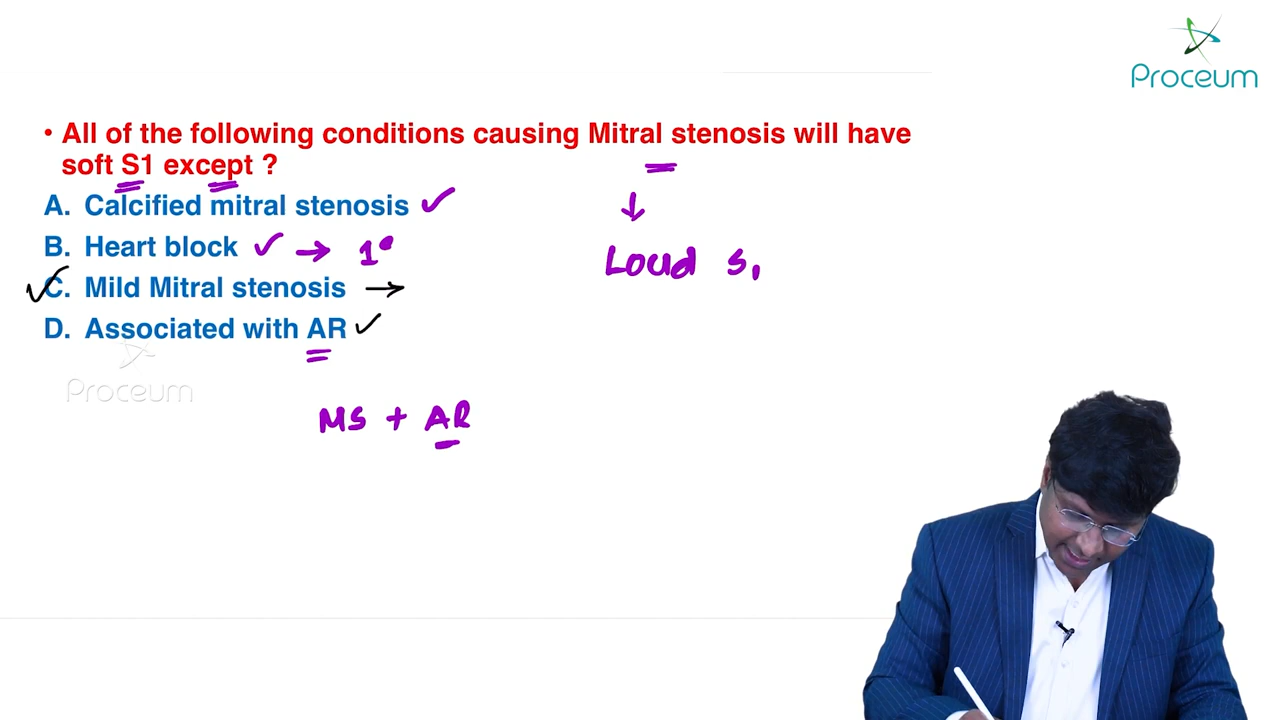 Proceum
• All of the following conditions causing Mitral stenosis will have
soft S1 except ?
A. Calcified mitral stenosis ✓
B. Heart block ✓ → 1°
↓
Loud S₁
C. Mild Mitral stenosis →
D. Associated with AR ✓
Proceum
MS + AR